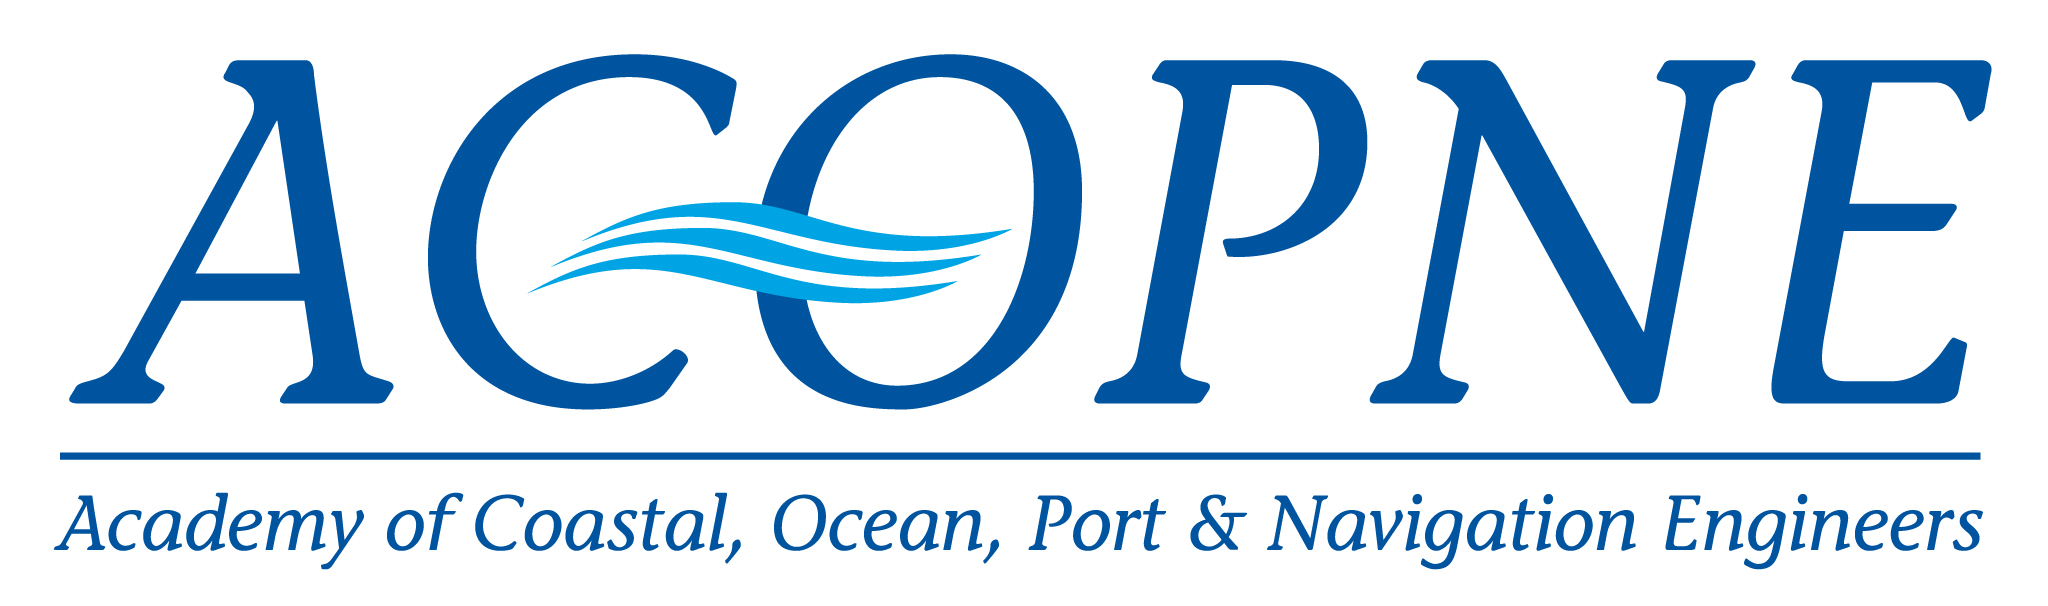 ACOPNE
Academy of Coastal, Ocean, Port & Navigation Engineers